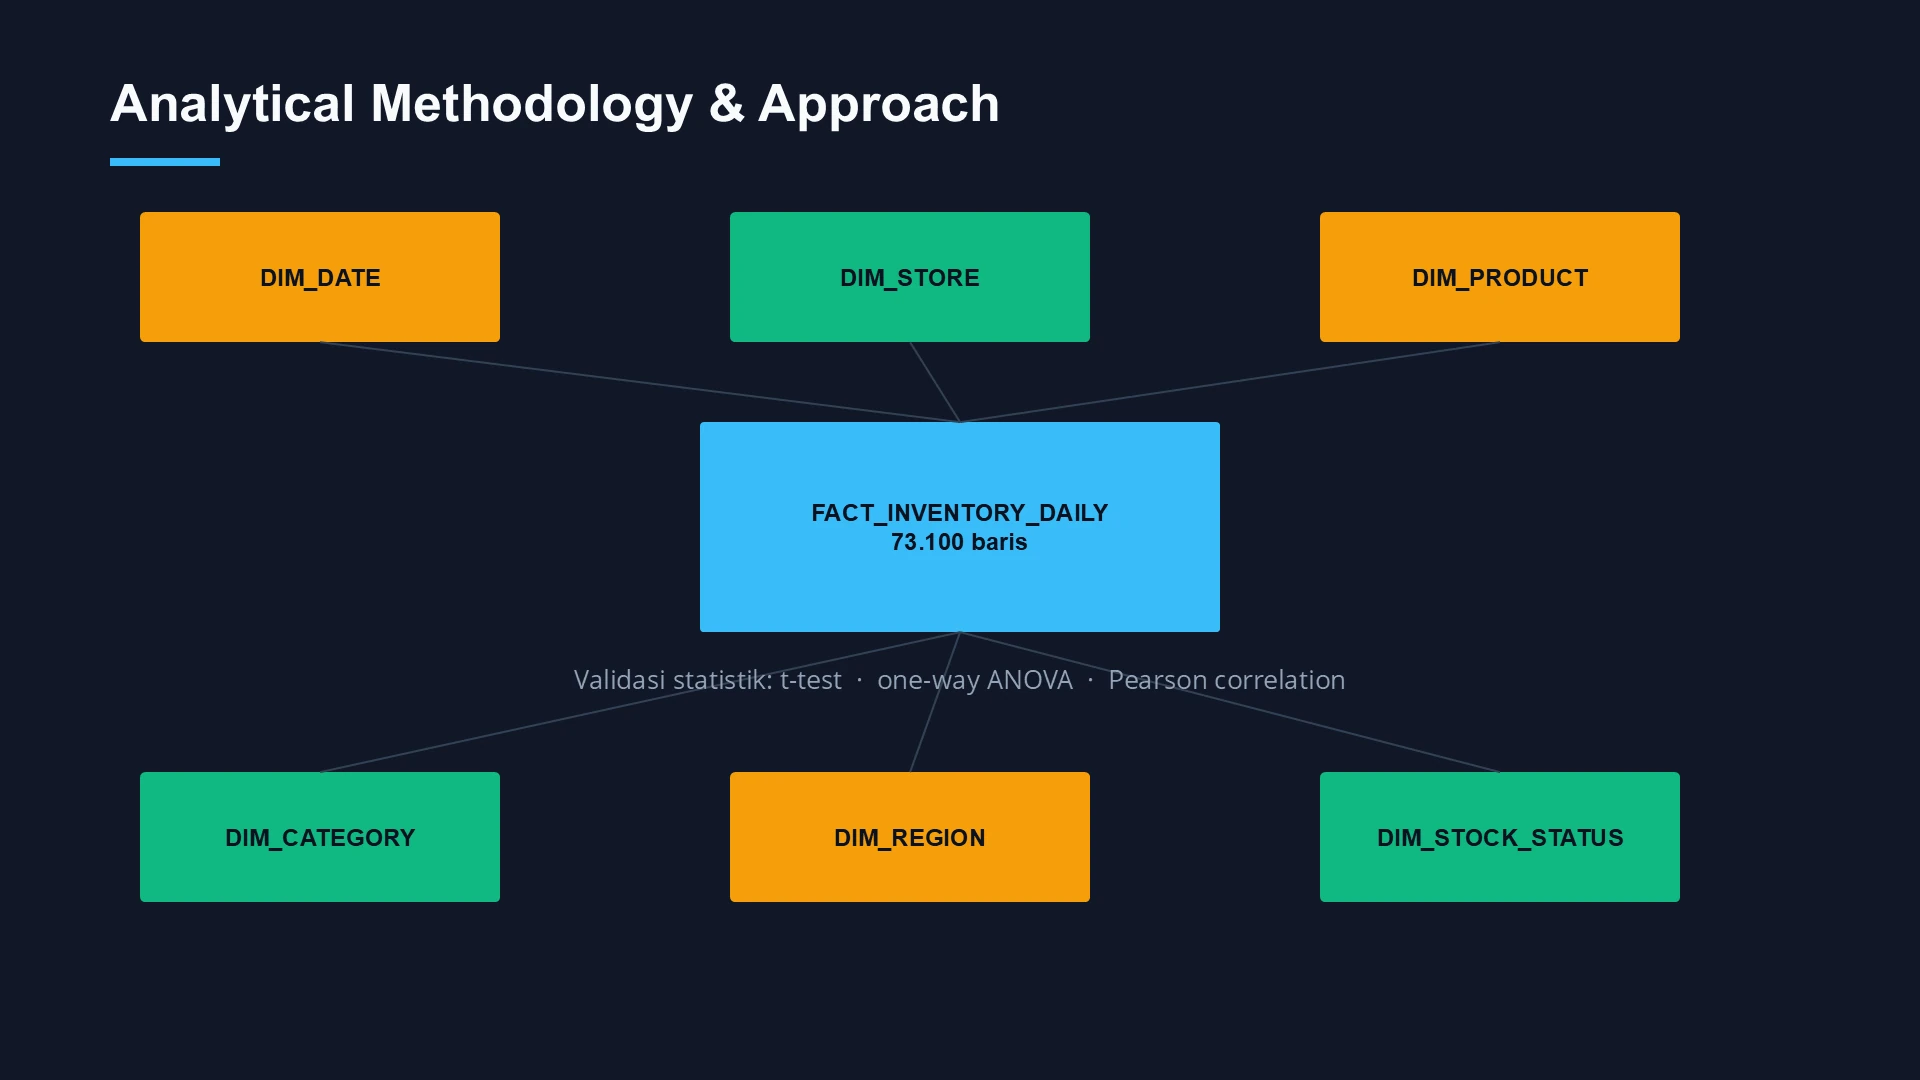 Analytical Methodology & Approach
DIM_DATE
DIM_STORE
DIM_PRODUCT
FACT_INVENTORY_DAILY
73.100 baris
Validasi statistik: t-test · one-way ANOVA · Pearson correlation
DIM_CATEGORY
DIM_REGION
DIM_STOCK_STATUS